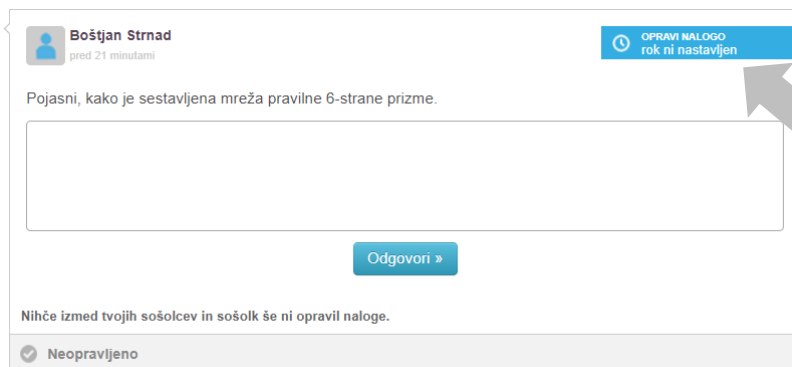 Boštjan Strnad
pred 21 minutami
OPRAVI NALOGO
rok ni nastavljen
Pojasni, kako je sestavljena mreža pravilne 6-strane prizme.
Odgovori »
Nihče izmed tvojih sošolcev in sošolk še ni opravil naloge.
Neopravljeno